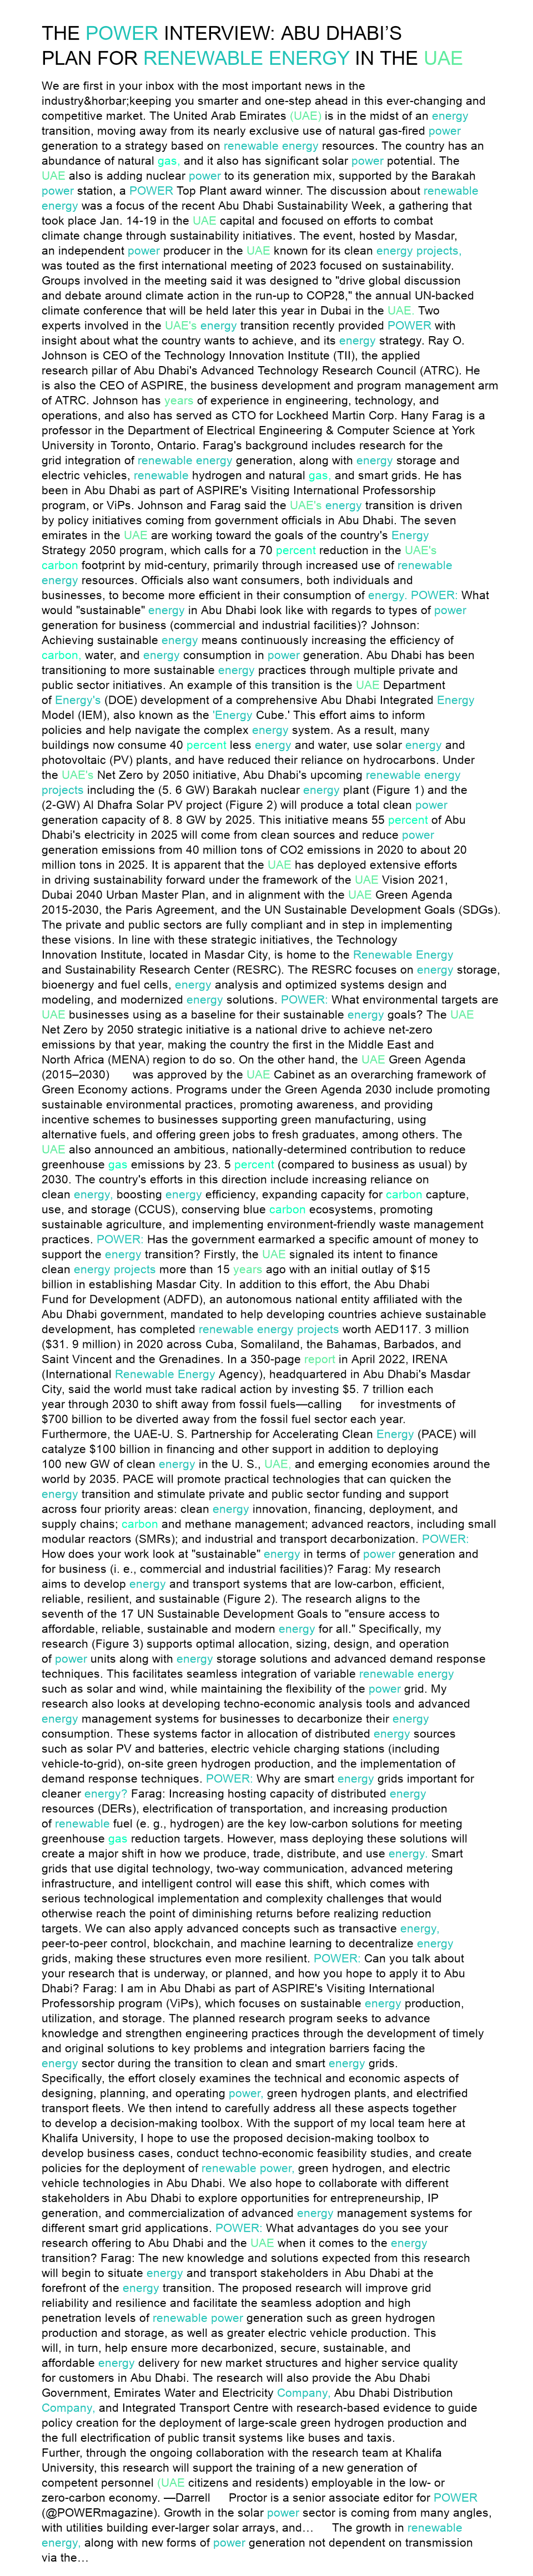 THE POWER INTERVIEW: ABU DHABI’S
PLAN FOR RENEWABLE ENERGY IN THE UAE
We are first in your inbox with the most important news in the
industry&horbar;keeping you smarter and one-step ahead in this ever-changing and
competitive market. The United Arab Emirates (UAE) is in the midst of an energy
transition, moving away from its nearly exclusive use of natural gas-fired power
generation to a strategy based on renewable energy resources. The country has an
abundance of natural gas, and it also has significant solar power potential. The
UAE also is adding nuclear power to its generation mix, supported by the Barakah
power station, a POWER Top Plant award winner. The discussion about renewable
energy was a focus of the recent Abu Dhabi Sustainability Week, a gathering that
took place Jan. 14-19 in the UAE capital and focused on efforts to combat
climate change through sustainability initiatives. The event, hosted by Masdar,
an independent power producer in the UAE known for its clean energy projects,
was touted as the first international meeting of 2023 focused on sustainability.
Groups involved in the meeting said it was designed to "drive global discussion
and debate around climate action in the run-up to COP28," the annual UN-backed
climate conference that will be held later this year in Dubai in the UAE. Two
experts involved in the UAE's energy transition recently provided POWER with
insight about what the country wants to achieve, and its energy strategy. Ray O.
Johnson is CEO of the Technology Innovation Institute (TII), the applied
research pillar of Abu Dhabi's Advanced Technology Research Council (ATRC). He
is also the CEO of ASPIRE, the business development and program management arm
of ATRC. Johnson has years of experience in engineering, technology, and
operations, and also has served as CTO for Lockheed Martin Corp. Hany Farag is a
professor in the Department of Electrical Engineering & Computer Science at York
University in Toronto, Ontario. Farag's background includes research for the
grid integration of renewable energy generation, along with energy storage and
electric vehicles, renewable hydrogen and natural gas, and smart grids. He has
been in Abu Dhabi as part of ASPIRE's Visiting International Professorship
program, or ViPs. Johnson and Farag said the UAE's energy transition is driven
by policy initiatives coming from government officials in Abu Dhabi. The seven
emirates in the UAE are working toward the goals of the country's Energy
Strategy 2050 program, which calls for a 70 percent reduction in the UAE's
carbon footprint by mid-century, primarily through increased use of renewable
energy resources. Officials also want consumers, both individuals and
businesses, to become more efficient in their consumption of energy. POWER: What
would "sustainable" energy in Abu Dhabi look like with regards to types of power
generation for business (commercial and industrial facilities)? Johnson:
Achieving sustainable energy means continuously increasing the efficiency of
carbon, water, and energy consumption in power generation. Abu Dhabi has been
transitioning to more sustainable energy practices through multiple private and
public sector initiatives. An example of this transition is the UAE Department
of Energy's (DOE) development of a comprehensive Abu Dhabi Integrated Energy
Model (IEM), also known as the 'Energy Cube.' This effort aims to inform
policies and help navigate the complex energy system. As a result, many
buildings now consume 40 percent less energy and water, use solar energy and
photovoltaic (PV) plants, and have reduced their reliance on hydrocarbons. Under
the UAE's Net Zero by 2050 initiative, Abu Dhabi's upcoming renewable energy
projects including the (5. 6 GW) Barakah nuclear energy plant (Figure 1) and the
(2-GW) Al Dhafra Solar PV project (Figure 2) will produce a total clean power
generation capacity of 8. 8 GW by 2025. This initiative means 55 percent of Abu
Dhabi's electricity in 2025 will come from clean sources and reduce power
generation emissions from 40 million tons of CO2 emissions in 2020 to about 20
million tons in 2025. It is apparent that the UAE has deployed extensive efforts
in driving sustainability forward under the framework of the UAE Vision 2021,
Dubai 2040 Urban Master Plan, and in alignment with the UAE Green Agenda
2015-2030, the Paris Agreement, and the UN Sustainable Development Goals (SDGs).
The private and public sectors are fully compliant and in step in implementing
these visions. In line with these strategic initiatives, the Technology
Innovation Institute, located in Masdar City, is home to the Renewable Energy
and Sustainability Research Center (RESRC). The RESRC focuses on energy storage,
bioenergy and fuel cells, energy analysis and optimized systems design and
modeling, and modernized energy solutions. POWER: What environmental targets are
UAE businesses using as a baseline for their sustainable energy goals? The UAE
Net Zero by 2050 strategic initiative is a national drive to achieve net-zero
emissions by that year, making the country the first in the Middle East and
North Africa (MENA) region to do so. On the other hand, the UAE Green Agenda
(2015–2030) was approved by the UAE Cabinet as an overarching framework of
Green Economy actions. Programs under the Green Agenda 2030 include promoting
sustainable environmental practices, promoting awareness, and providing
incentive schemes to businesses supporting green manufacturing, using
alternative fuels, and offering green jobs to fresh graduates, among others. The
UAE also announced an ambitious, nationally-determined contribution to reduce
greenhouse gas emissions by 23. 5 percent (compared to business as usual) by
2030. The country's efforts in this direction include increasing reliance on
clean energy, boosting energy efficiency, expanding capacity for carbon capture,
use, and storage (CCUS), conserving blue carbon ecosystems, promoting
sustainable agriculture, and implementing environment-friendly waste management
practices. POWER: Has the government earmarked a specific amount of money to
support the energy transition? Firstly, the UAE signaled its intent to finance
clean energy projects more than 15 years ago with an initial outlay of $15
billion in establishing Masdar City. In addition to this effort, the Abu Dhabi
Fund for Development (ADFD), an autonomous national entity affiliated with the
Abu Dhabi government, mandated to help developing countries achieve sustainable
development, has completed renewable energy projects worth AED117. 3 million
($31. 9 million) in 2020 across Cuba, Somaliland, the Bahamas, Barbados, and
Saint Vincent and the Grenadines. In a 350-page report in April 2022, IRENA
(International Renewable Energy Agency), headquartered in Abu Dhabi's Masdar
City, said the world must take radical action by investing $5. 7 trillion each
year through 2030 to shift away from fossil fuels—calling for investments of
$700 billion to be diverted away from the fossil fuel sector each year.
Furthermore, the UAE-U. S. Partnership for Accelerating Clean Energy (PACE) will
catalyze $100 billion in financing and other support in addition to deploying
100 new GW of clean energy in the U. S., UAE, and emerging economies around the
world by 2035. PACE will promote practical technologies that can quicken the
energy transition and stimulate private and public sector funding and support
across four priority areas: clean energy innovation, financing, deployment, and
supply chains; carbon and methane management; advanced reactors, including small
modular reactors (SMRs); and industrial and transport decarbonization. POWER:
How does your work look at "sustainable" energy in terms of power generation and
for business (i. e., commercial and industrial facilities)? Farag: My research
aims to develop energy and transport systems that are low-carbon, efficient,
reliable, resilient, and sustainable (Figure 2). The research aligns to the
seventh of the 17 UN Sustainable Development Goals to "ensure access to
affordable, reliable, sustainable and modern energy for all." Specifically, my
research (Figure 3) supports optimal allocation, sizing, design, and operation
of power units along with energy storage solutions and advanced demand response
techniques. This facilitates seamless integration of variable renewable energy
such as solar and wind, while maintaining the flexibility of the power grid. My
research also looks at developing techno-economic analysis tools and advanced
energy management systems for businesses to decarbonize their energy
consumption. These systems factor in allocation of distributed energy sources
such as solar PV and batteries, electric vehicle charging stations (including
vehicle-to-grid), on-site green hydrogen production, and the implementation of
demand response techniques. POWER: Why are smart energy grids important for
cleaner energy? Farag: Increasing hosting capacity of distributed energy
resources (DERs), electrification of transportation, and increasing production
of renewable fuel (e. g., hydrogen) are the key low-carbon solutions for meeting
greenhouse gas reduction targets. However, mass deploying these solutions will
create a major shift in how we produce, trade, distribute, and use energy. Smart
grids that use digital technology, two-way communication, advanced metering
infrastructure, and intelligent control will ease this shift, which comes with
serious technological implementation and complexity challenges that would
otherwise reach the point of diminishing returns before realizing reduction
targets. We can also apply advanced concepts such as transactive energy,
peer-to-peer control, blockchain, and machine learning to decentralize energy
grids, making these structures even more resilient. POWER: Can you talk about
your research that is underway, or planned, and how you hope to apply it to Abu
Dhabi? Farag: I am in Abu Dhabi as part of ASPIRE's Visiting International
Professorship program (ViPs), which focuses on sustainable energy production,
utilization, and storage. The planned research program seeks to advance
knowledge and strengthen engineering practices through the development of timely
and original solutions to key problems and integration barriers facing the
energy sector during the transition to clean and smart energy grids.
Specifically, the effort closely examines the technical and economic aspects of
designing, planning, and operating power, green hydrogen plants, and electrified
transport fleets. We then intend to carefully address all these aspects together
to develop a decision-making toolbox. With the support of my local team here at
Khalifa University, I hope to use the proposed decision-making toolbox to
develop business cases, conduct techno-economic feasibility studies, and create
policies for the deployment of renewable power, green hydrogen, and electric
vehicle technologies in Abu Dhabi. We also hope to collaborate with different
stakeholders in Abu Dhabi to explore opportunities for entrepreneurship, IP
generation, and commercialization of advanced energy management systems for
different smart grid applications. POWER: What advantages do you see your
research offering to Abu Dhabi and the UAE when it comes to the energy
transition? Farag: The new knowledge and solutions expected from this research
will begin to situate energy and transport stakeholders in Abu Dhabi at the
forefront of the energy transition. The proposed research will improve grid
reliability and resilience and facilitate the seamless adoption and high
penetration levels of renewable power generation such as green hydrogen
production and storage, as well as greater electric vehicle production. This
will, in turn, help ensure more decarbonized, secure, sustainable, and
affordable energy delivery for new market structures and higher service quality
for customers in Abu Dhabi. The research will also provide the Abu Dhabi
Government, Emirates Water and Electricity Company, Abu Dhabi Distribution
Company, and Integrated Transport Centre with research-based evidence to guide
policy creation for the deployment of large-scale green hydrogen production and
the full electrification of public transit systems like buses and taxis.
Further, through the ongoing collaboration with the research team at Khalifa
University, this research will support the training of a new generation of
competent personnel (UAE citizens and residents) employable in the low- or
zero-carbon economy. —Darrell Proctor is a senior associate editor for POWER
(@POWERmagazine). Growth in the solar power sector is coming from many angles,
with utilities building ever-larger solar arrays, and… The growth in renewable
energy, along with new forms of power generation not dependent on transmission
via the…